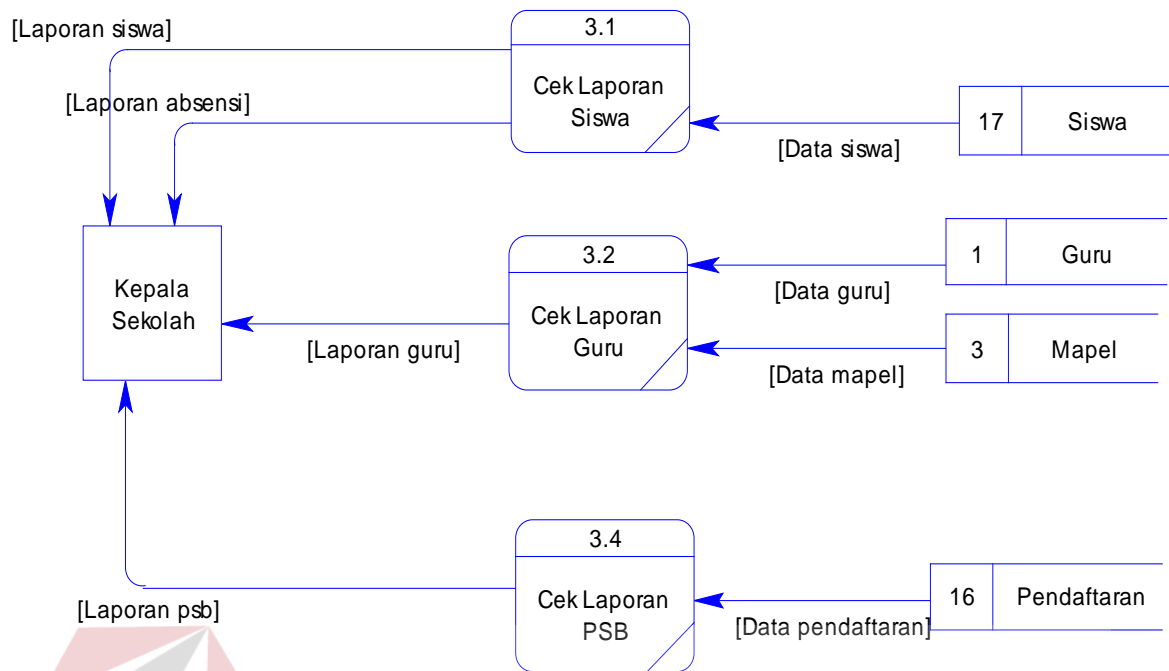 [Laporan siswa]
3.1
Cek Laporan
Siswa
[Laporan absensi]
17
Siswa
[Data siswa]
Kepala
Sekolah
3.2
Cek Laporan
Guru
1
Guru
[Data guru]
[Laporan guru]
3
Mapel
[Data mapel]
3.4
Cek Laporan
PSB
16
Pendaftaran
[Laporan psb]
[Data pendaftaran]